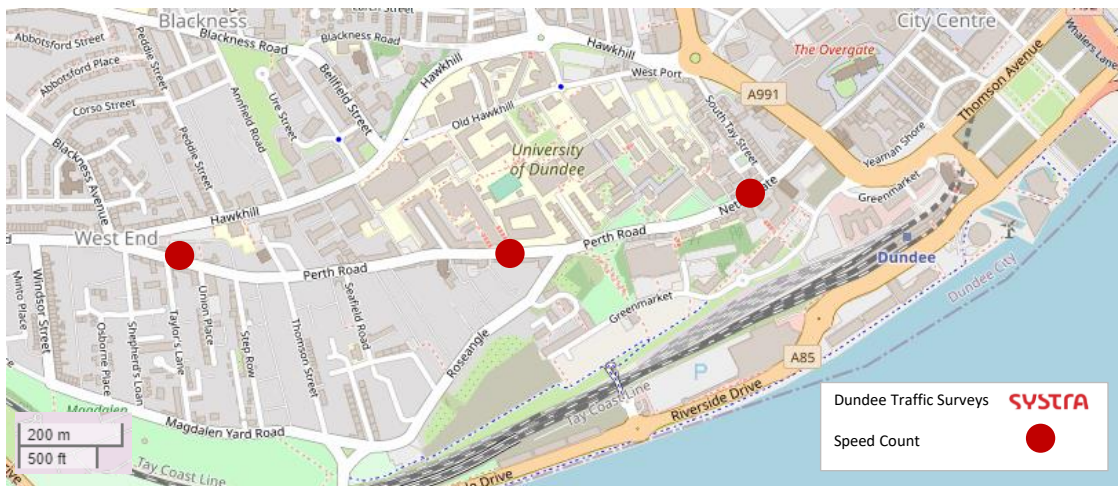 Blackness
Church Street
City Centre
Whalers Lane
Abbotsford Street
Peddie Street
Blackness Road
Blackness Road
Hawkhill
The Overgate
Thomson Avenue
Abbotsford Place
Bellfield Street
Hawkhill
West Port
A991
Corso Street
Annfield Road
Ure Street
Old Hawkhill
South Tay Street
Yeaman Shore
Peddie Street
University
of Dundee
Blackness Avenue
Greenmarket
Hawkhill
West End
Perth Road
Perth Road
Dundee
Dundee City
Windsor Street
Minto Place
Osborne Place
Shepherd's Loan
Taylor's Lane
Union Place
Step Row
Thomson Street
Seafield Road
Roseangle
Greenmarket
A85
P
Magdalen Yard Road
Tay Coast Line
Riverside Drive
Tay Coast Line
Magdalen
200 m
500 ft
Dundee Traffic Surveys SYSTRA
Speed Count